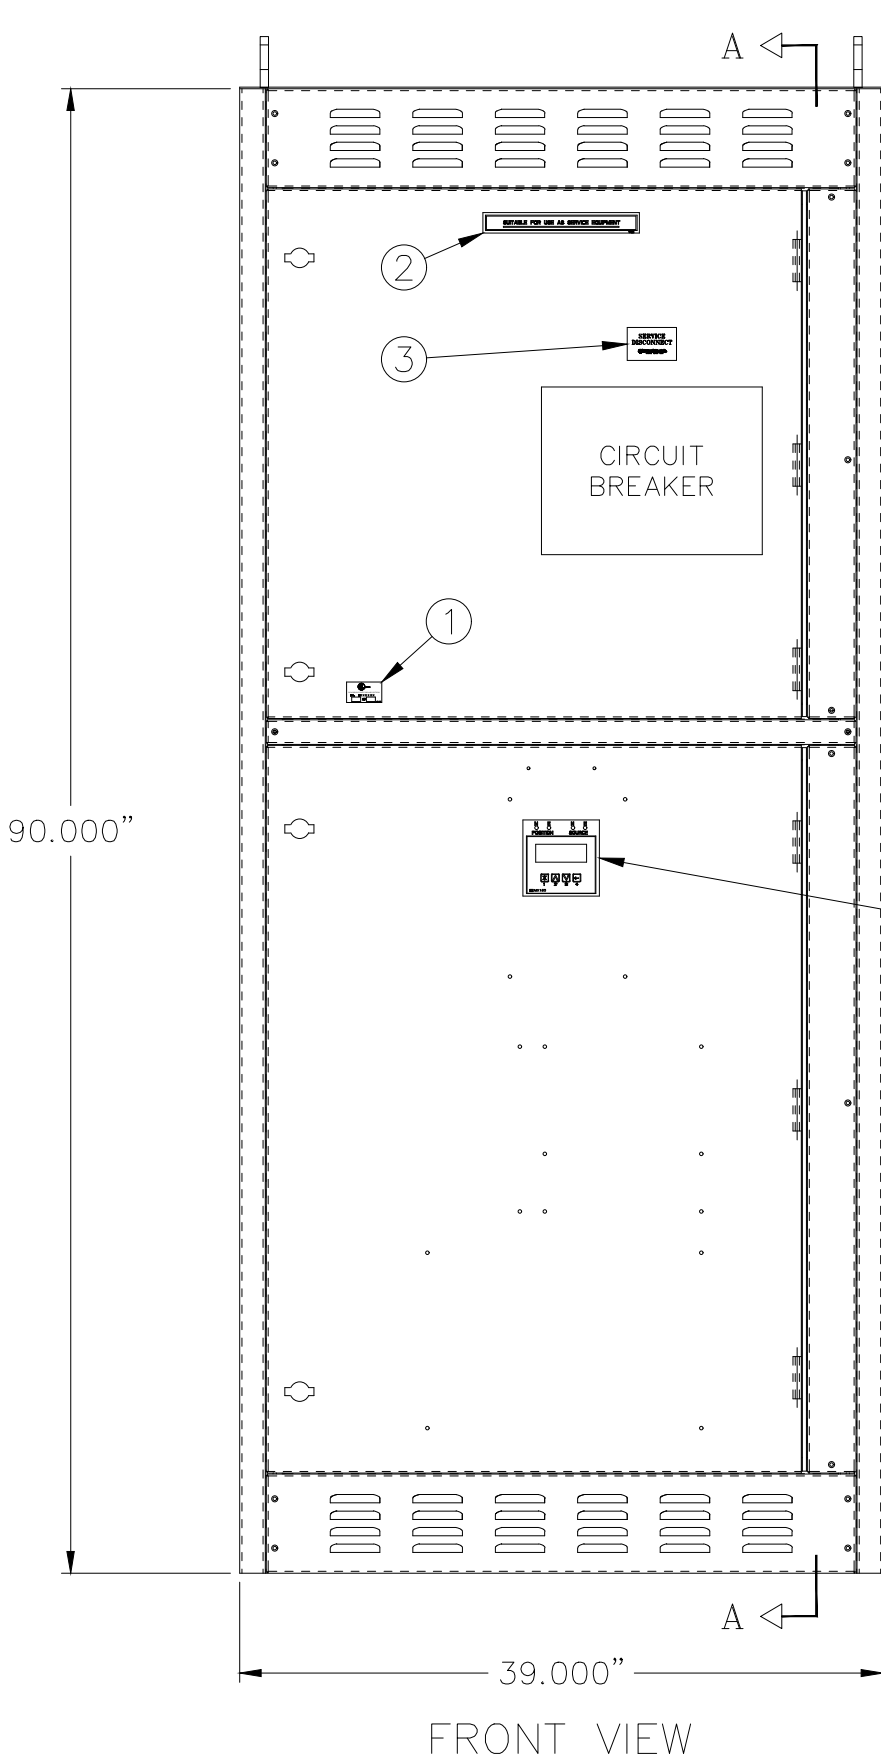 A
SUITABLE FOR USE AS SERVICE EQUIPMENT
2
SERVICE
DISCONNECT
3
CIRCUIT
BREAKER
1
90.000"
N E N E
POSITION SOURCE
A
39.000"
FRONT VIEW